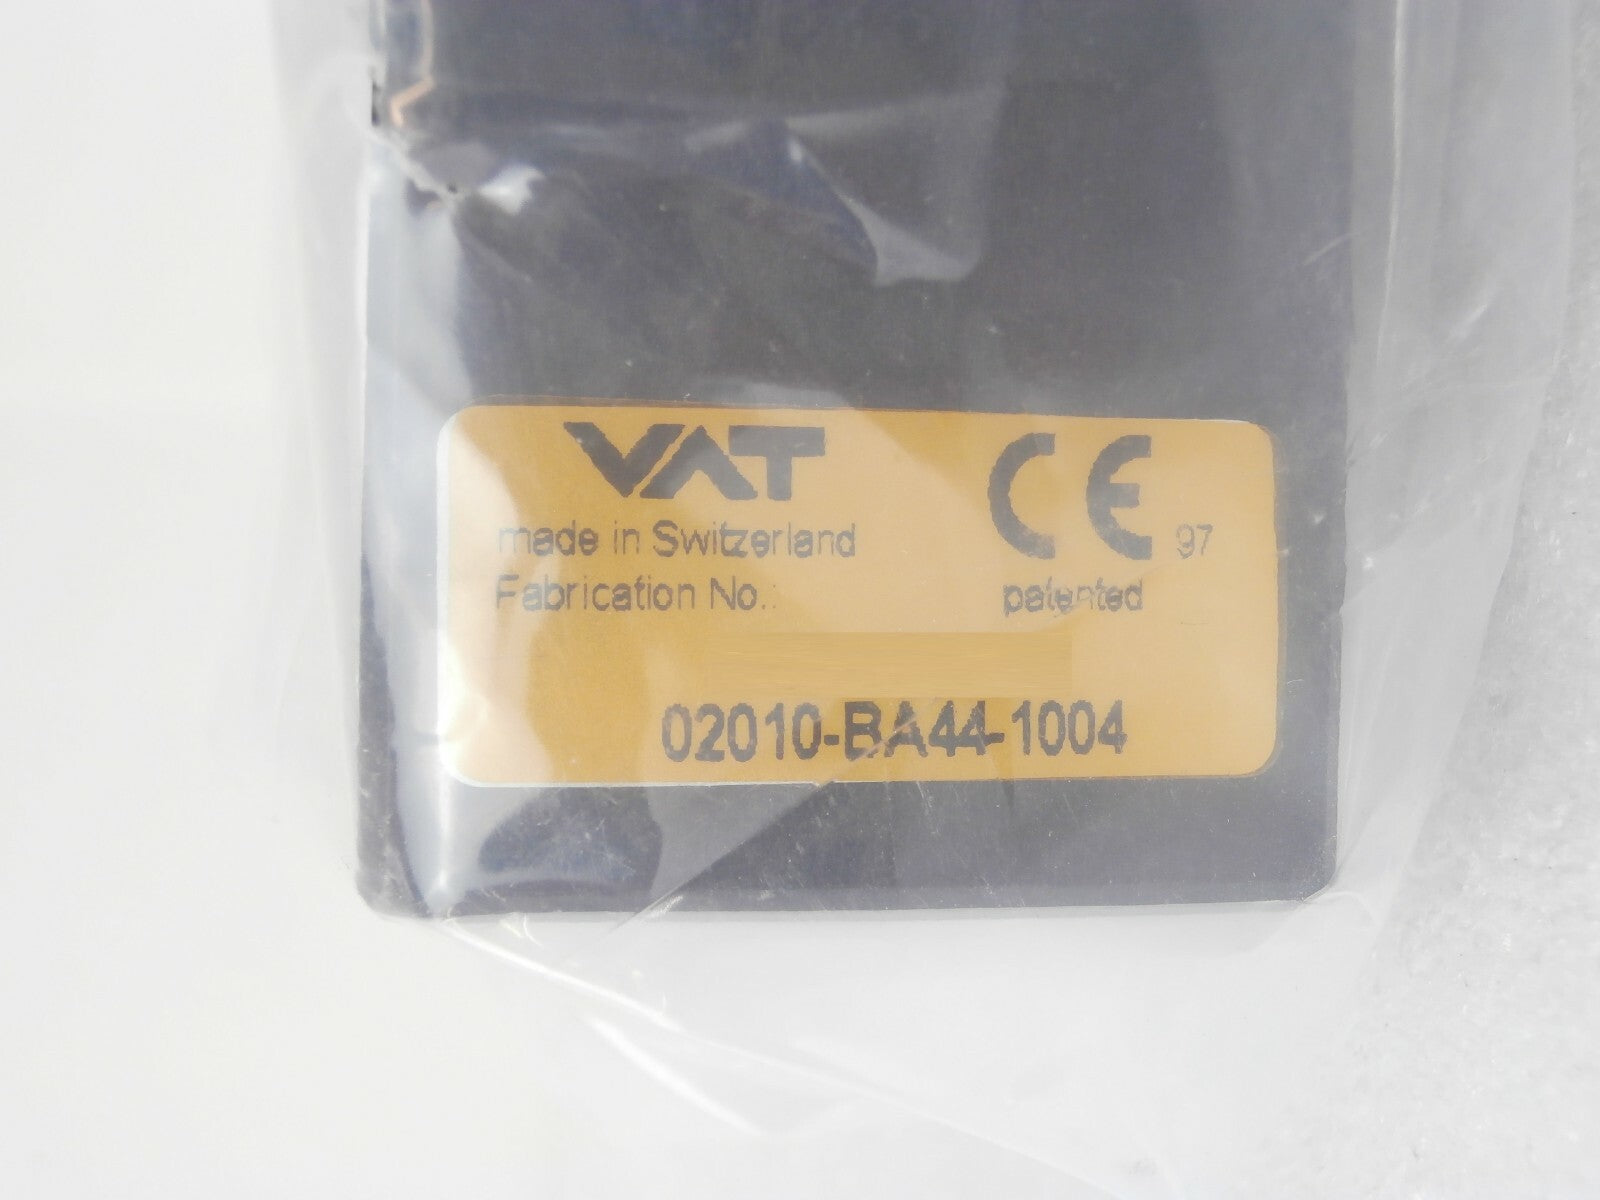 VAT
CE 97
made in Switzerland
Fabrication No.:
patented
02010-BA44-1004